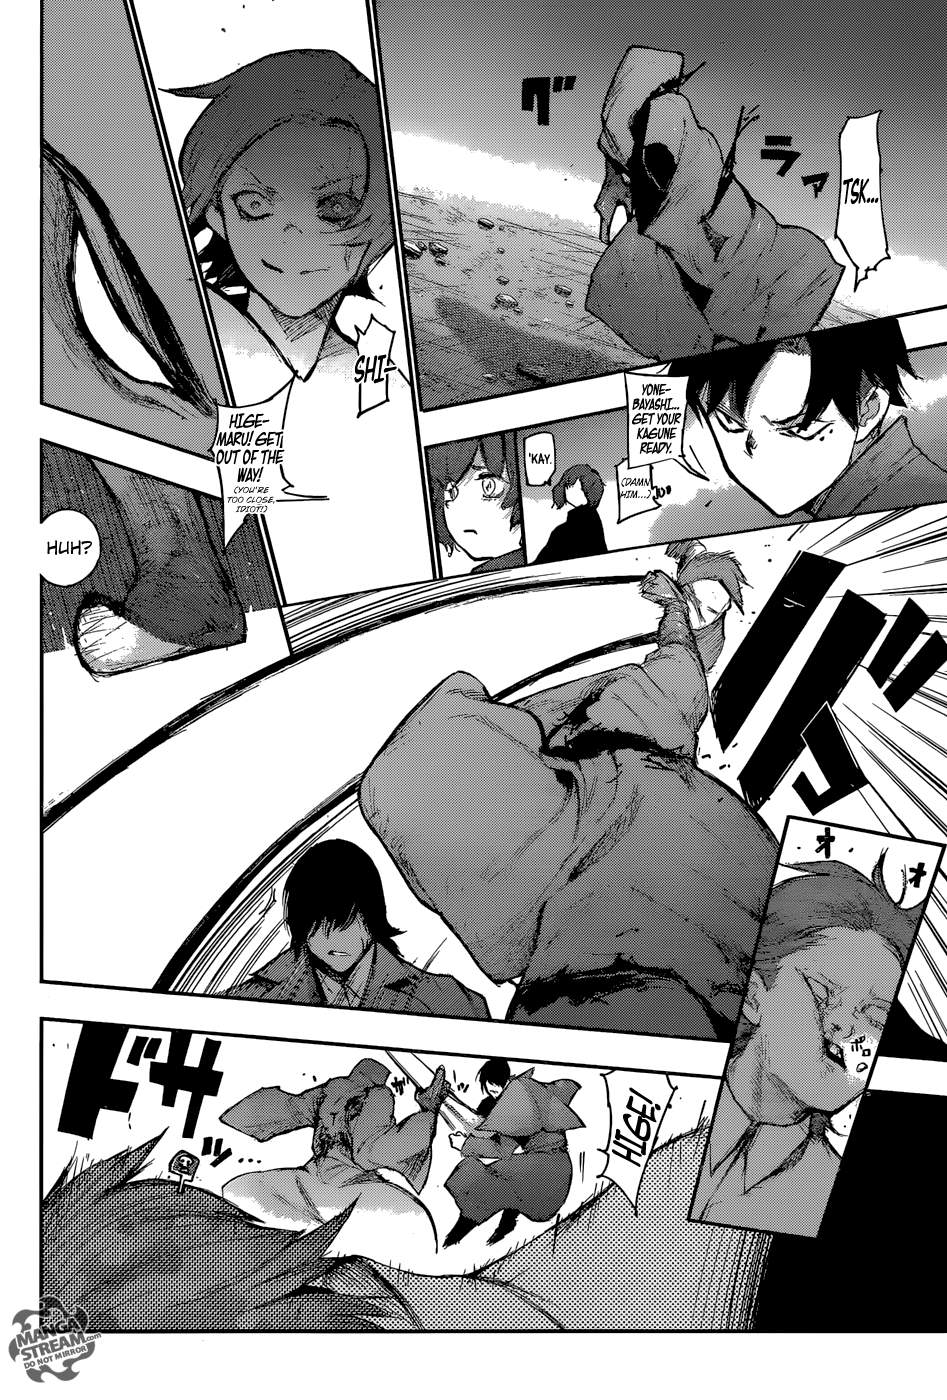 グ"
ラァ
TSK...
YONE-
BAYASHI...
GET YOUR
KAGUNE
READY.
(DAMN
HIM...)
'KAY.
SHI-
HIGE-
MARU! GET
OUT OF THE
WAY!
(YOU'RE
TOO CLOSE,
IDIOT!)
HUH?
オ
オ
ポロ
HIGE!
ドサ"
...
MANGA
STREAM.COM
DO NOT MIRROR